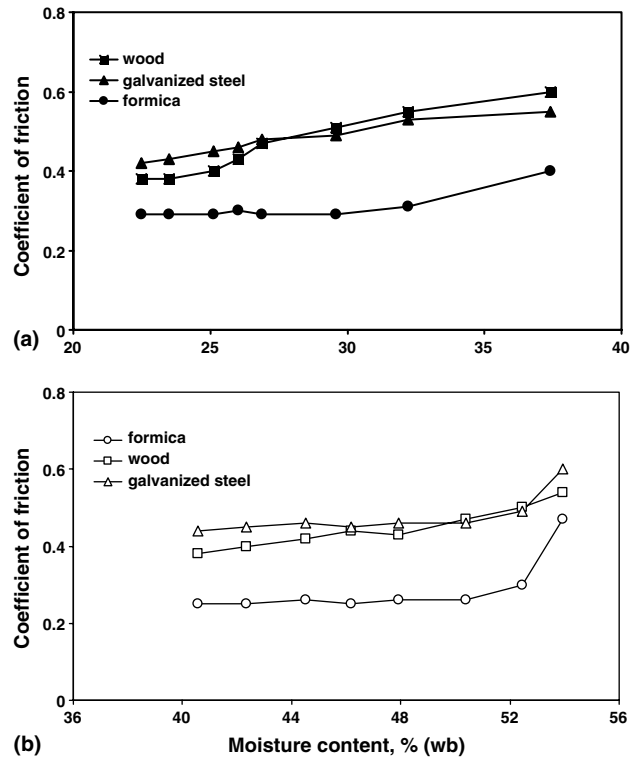 0.8
wood
galvanized steel
formica
0.6
0.4
0.2
0
Coefficient of friction
(a)
20 25 30 35 40
0.8
formica
wood
galvanized steel
0.6
0.4
0.2
0
Coefficient of friction
36 40 44 48 52 56
(b) Moisture content, % (wb)